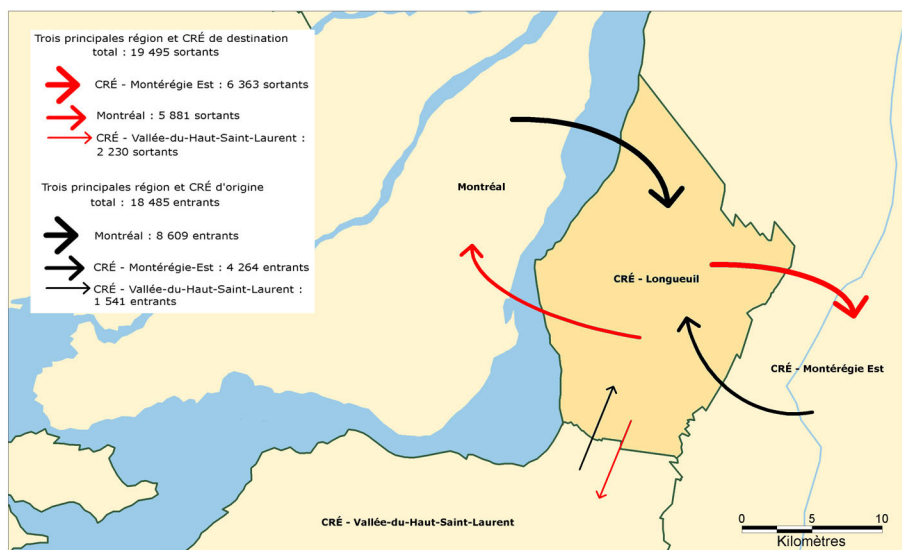 Trois principales région et CRÉ de destination
total : 19 495 sortants
CRÉ - Montérégie Est : 6 363 sortants
Montréal : 5 881 sortants
CRÉ - Vallée-du-Haut-Saint-Laurent :
2 230 sortants
Trois principales région et CRÉ d'origine
total : 18 485 entrants
Montréal : 8 609 entrants
CRÉ - Montérégie-Est : 4 264 entrants
CRÉ - Vallée-du-Haut-Saint-Laurent :
1 541 entrants
Montréal
CRÉ - Longueuil
CRÉ - Montérégie Est
CRÉ - Vallée-du-Haut-Saint-Laurent
0 5 10
Kilomètres